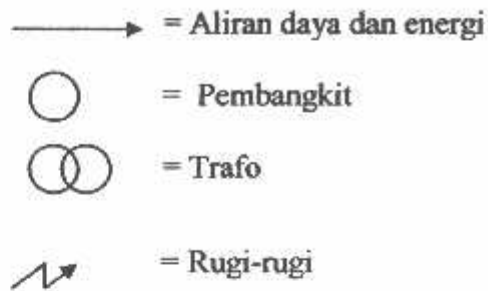 = Aliran daya dan energi
= Pembangkit
= Trafo
= Rugi-rugi